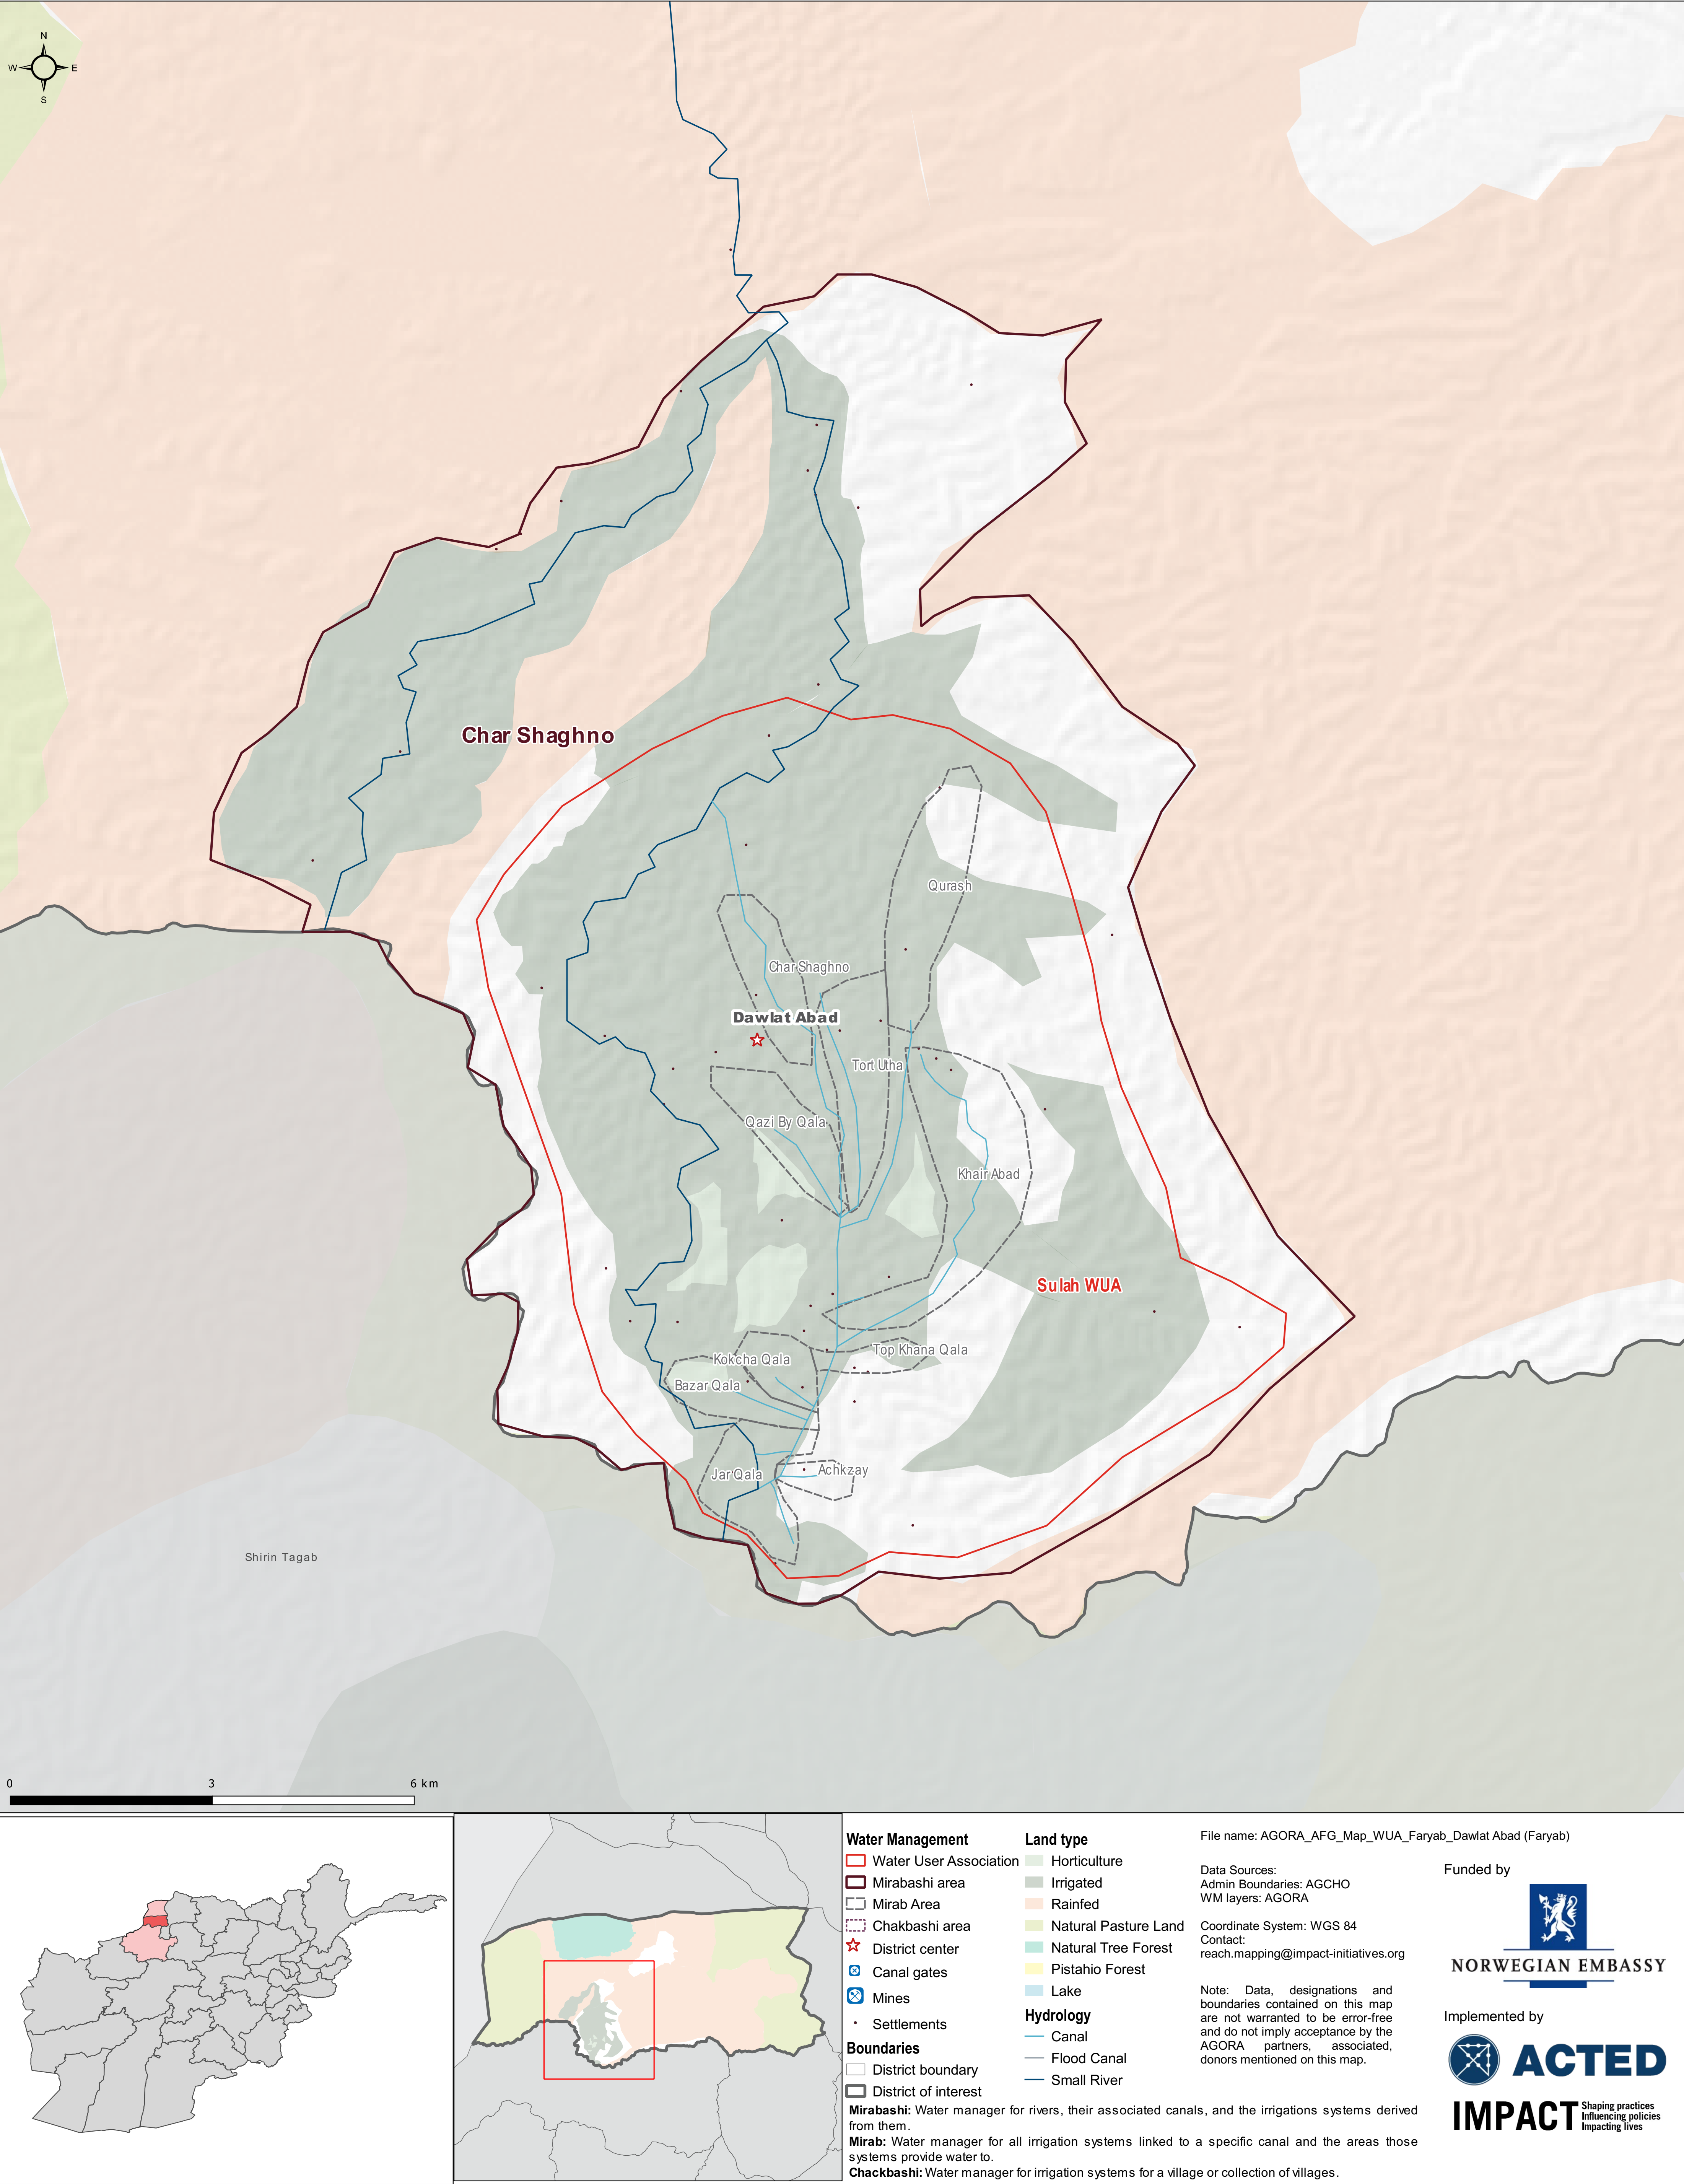 N
W E
S
Char Shaghno
Qurash
Char Shaghno
Dawlat Abad
Tort Utha
Qazi By Qala
Khair Abad
Sulah WUA
Top Khana Qala
Kokcha Qala
Bazar Qala
Jar Qala
Achkzay
Shirin Tagab
0 3 6 km
Water Management
Water User Association
Mirabashi area
Mirab Area
Chakbashi area
District center
Canal gates
Mines
Settlements
Boundaries
District boundary
District of interest
Land type
Horticulture
Irrigated
Rainfed
Natural Pasture Land
Natural Tree Forest
Pistahio Forest
Lake
Hydrology
Canal
Flood Canal
Small River
Mirabashi: Water manager for rivers, their associated canals, and the irrigations systems derived
from them.
Mirab: Water manager for all irrigation systems linked to a specific canal and the areas those
systems provide water to.
Chackbashi: Water manager for irrigation systems for a village or collection of villages.
File name: AGORA_AFG_Map_WUA_Faryab_Dawlat Abad (Faryab)
Data Sources:
Admin Boundaries: AGCHO
WM layers: AGORA
Coordinate System: WGS 84
Contact:
reach.mapping@impact-initiatives.org
Note: Data, designations and
boundaries contained on this map
are not warranted to be error-free
and do not imply acceptance by the
AGORA partners, associated,
donors mentioned on this map.
Funded by
NORWEGIAN EMBASSY
Implemented by
ACTED
IMPACT
Shaping practices
Influencing policies
Impacting lives